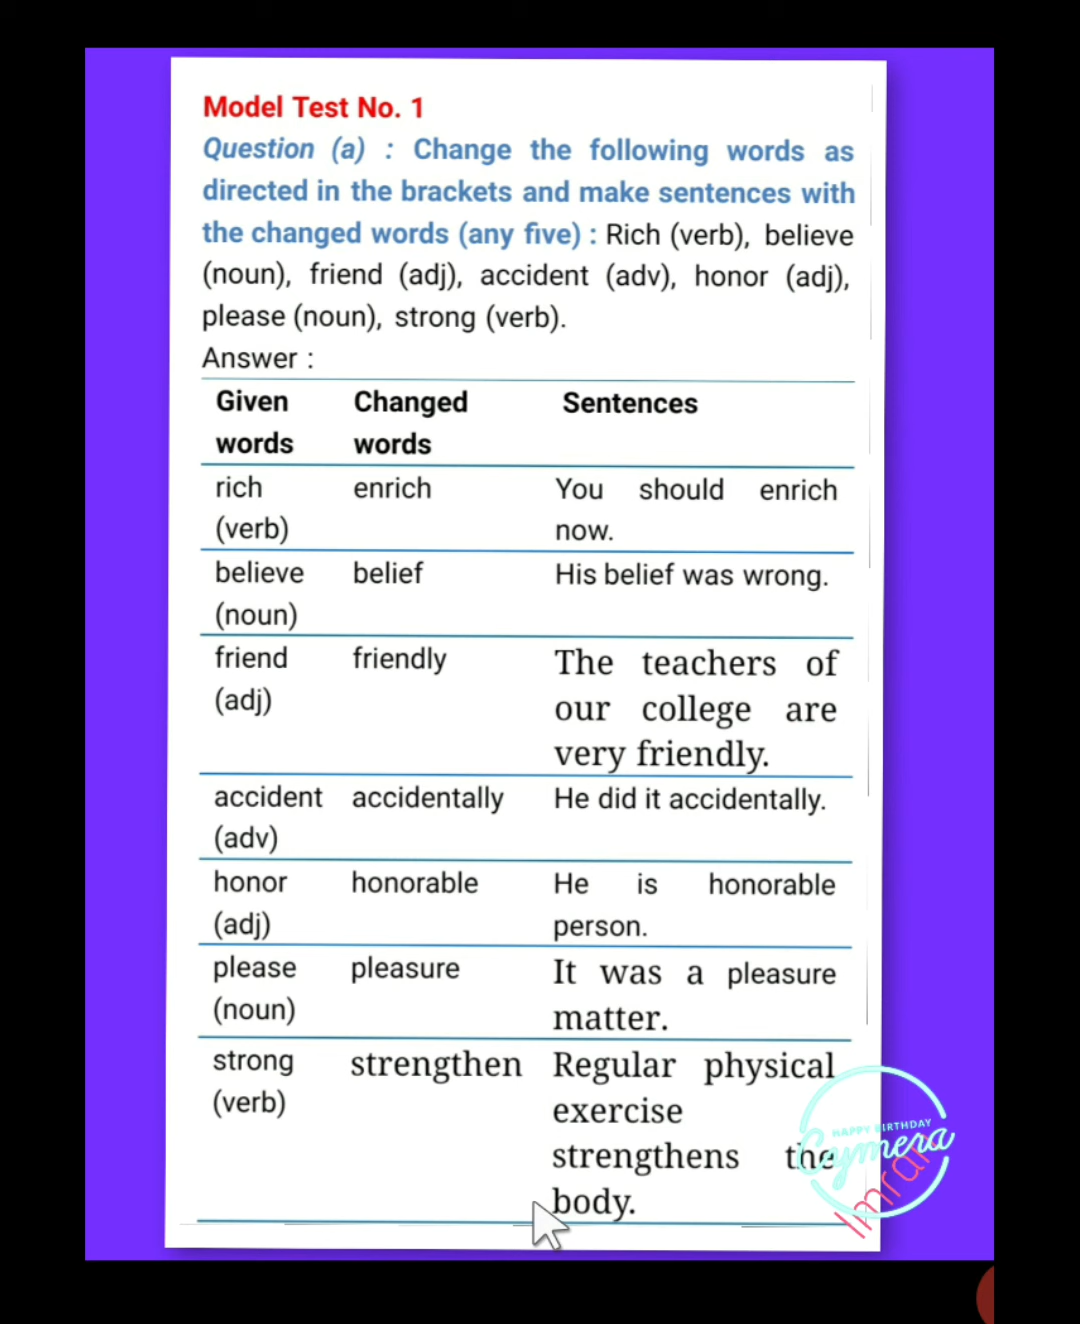 Model Test No. 1
Question (a) : Change the following words as
directed in the brackets and make sentences with
the changed words (any five) : Rich (verb), believe
(noun), friend (adj), accident (adv), honor (adj),
please (noun), strong (verb).
Answer :
Given words Changed words Sentences
rich (verb) enrich You should enrich now.
believe (noun) belief His belief was wrong.
friend (adj) friendly The teachers of our college are very friendly.
accident (adv) accidentally He did it accidentally.
honor (adj) honorable He is honorable person.
please (noun) pleasure It was a pleasure matter.
strong (verb) strengthen Regular physical exercise strengthens the body.
HAPPY BIRTHDAY
Cymera
Imran